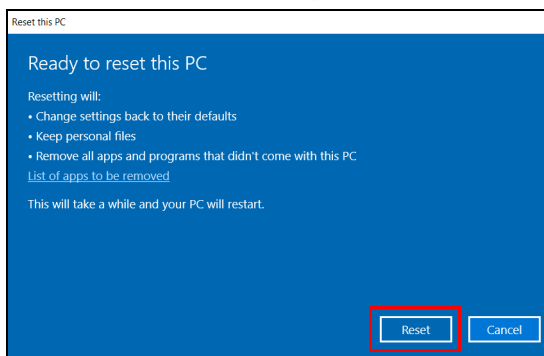 Reset this PC
Ready to reset this PC
Resetting will:
• Change settings back to their defaults
• Keep personal files
• Remove all apps and programs that didn't come with this PC
List of apps to be removed
This will take a while and your PC will restart.
Reset Cancel